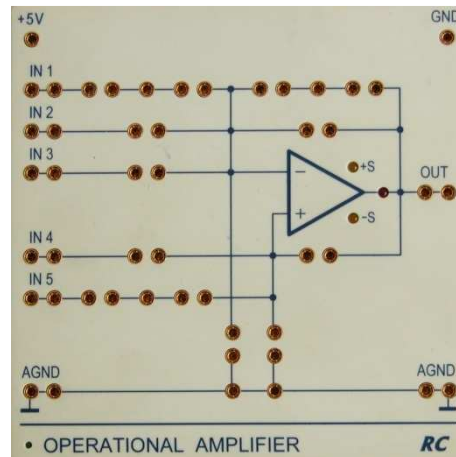 +5V
GND
IN 1
IN 2
IN 3
+S
OUT
-S
IN 4
IN 5
AGND
AGND
• OPERATIONAL AMPLIFIER
RC